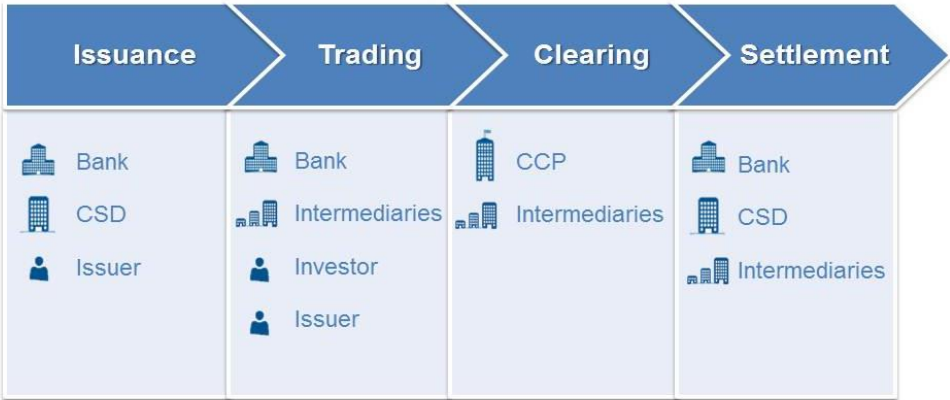 Issuance
Trading
Clearing
Settlement
Bank
CSD
Issuer
Bank
Intermediaries
Investor
Issuer
CCP
Intermediaries
Bank
CSD
Intermediaries